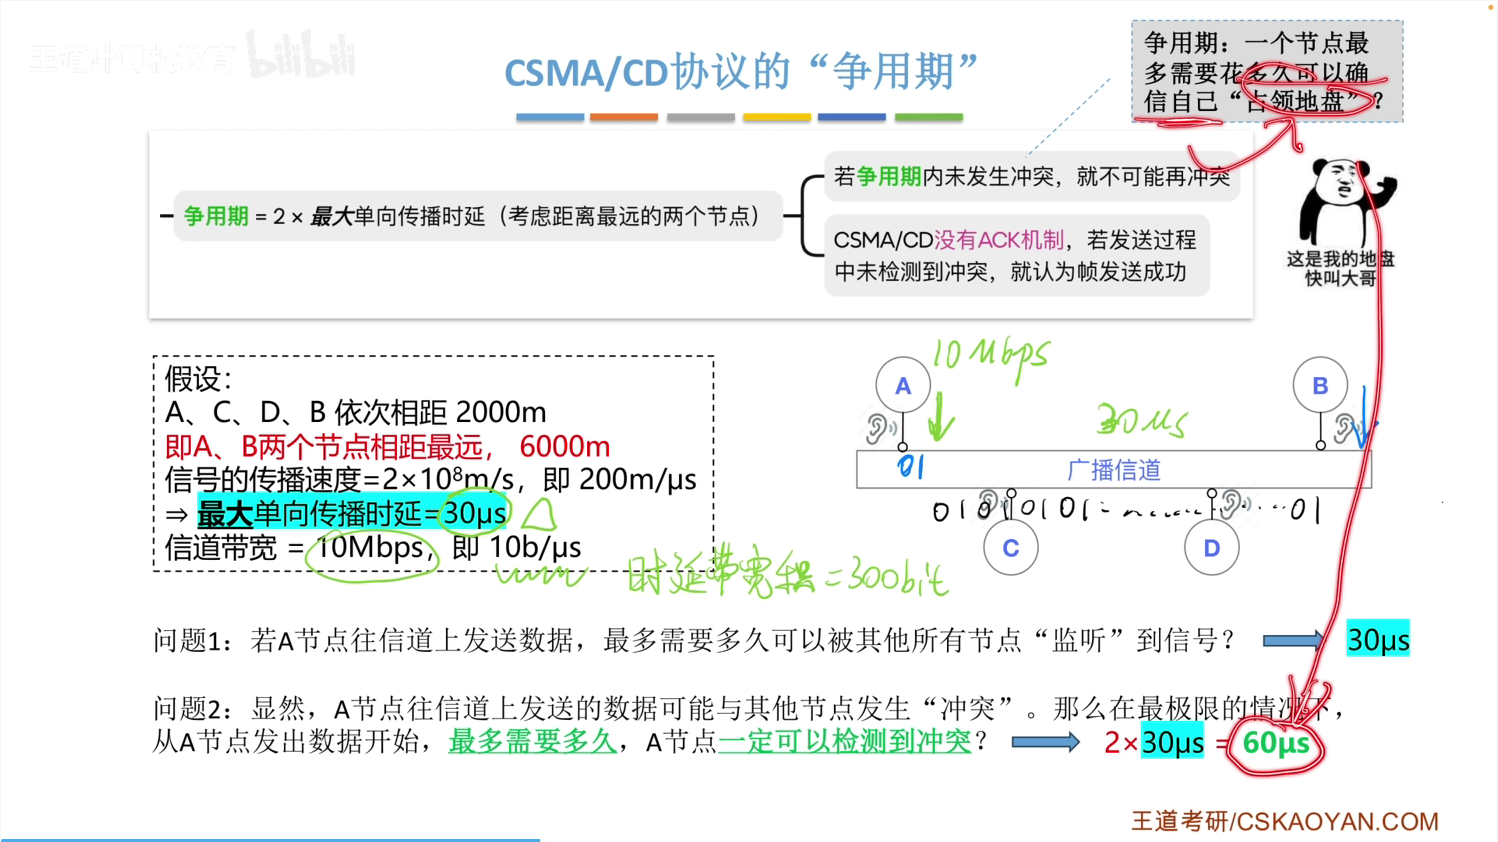 王道计算机教育 bilibili
CSMA/CD协议的“争用期”
争用期：一个节点最
多需要花多久可以确
信自己“占领地盘”？
争用期 = 2 × 最大单向传播时延（考虑距离最远的两个节点）
若争用期内未发生冲突，就不可能再冲突
CSMA/CD没有ACK机制，若发送过程
中未检测到冲突，就认为帧发送成功
这是我的地盘
快叫大哥
假设：
A、C、D、B 依次相距 2000m
即A、B两个节点相距最远， 6000m
信号的传播速度=2×10⁸m/s，即 200m/μs
⇒ 最大单向传播时延=30μs
信道带宽 = 10Mbps，即 10b/μs
10Mbps
A
B
30μs
01
广播信道
01010101-......01
C
D
时延带宽积=300bit
问题1：若A节点往信道上发送数据，最多需要多久可以被其他所有节点“监听”到信号？
30μs
问题2：显然，A节点往信道上发送的数据可能与其他节点发生“冲突”。那么在最极限的情况下，
从A节点发出数据开始，最多需要多久，A节点一定可以检测到冲突？
2×30μs = 60μs
王道考研/CSKAOYAN.COM